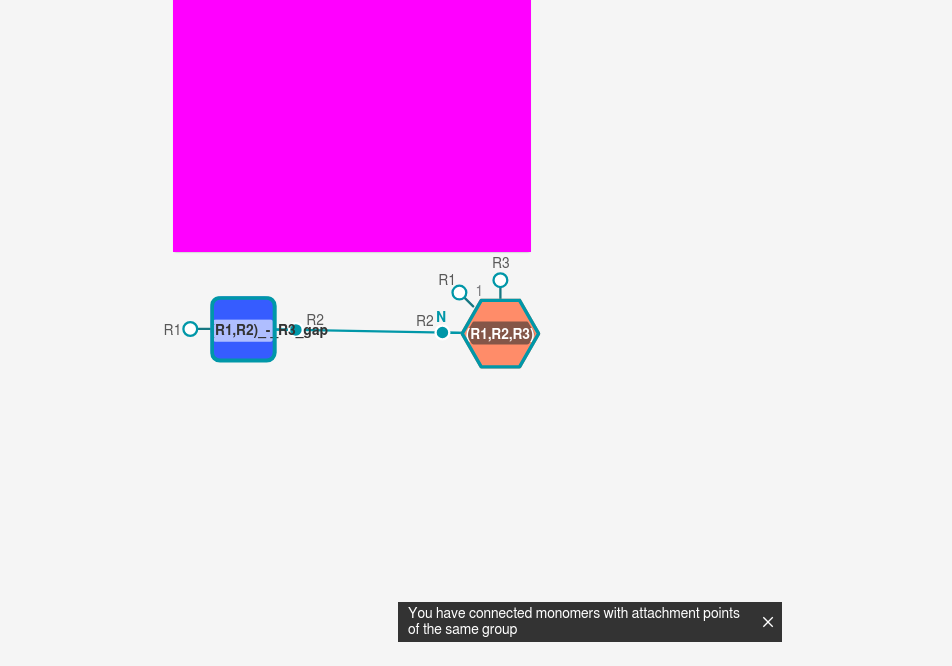 R3
R1
1
R1
R1,R2)_-_R3_gap
R2
R2
N
R1,R2,R3
You have connected monomers with attachment points
of the same group